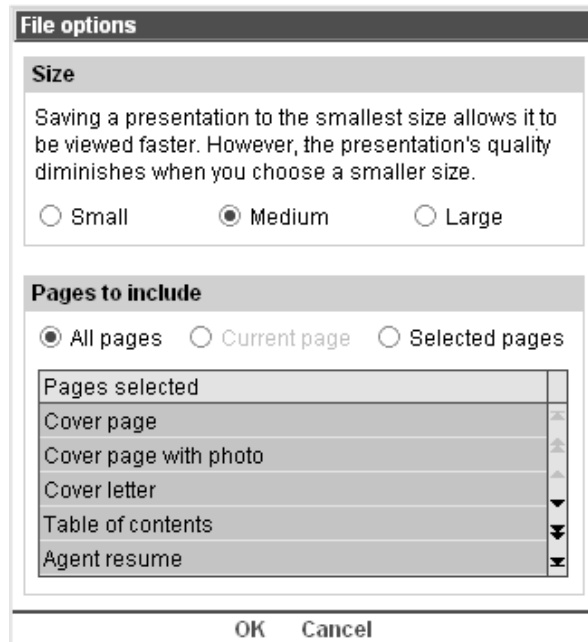 File options
Size
Saving a presentation to the smallest size allows it to
be viewed faster. However, the presentation's quality
diminishes when you choose a smaller size.
Small Medium Large
Pages to include
All pages Current page Selected pages
Pages selected
Cover page
Cover page with photo
Cover letter
Table of contents
Agent resume
OK Cancel